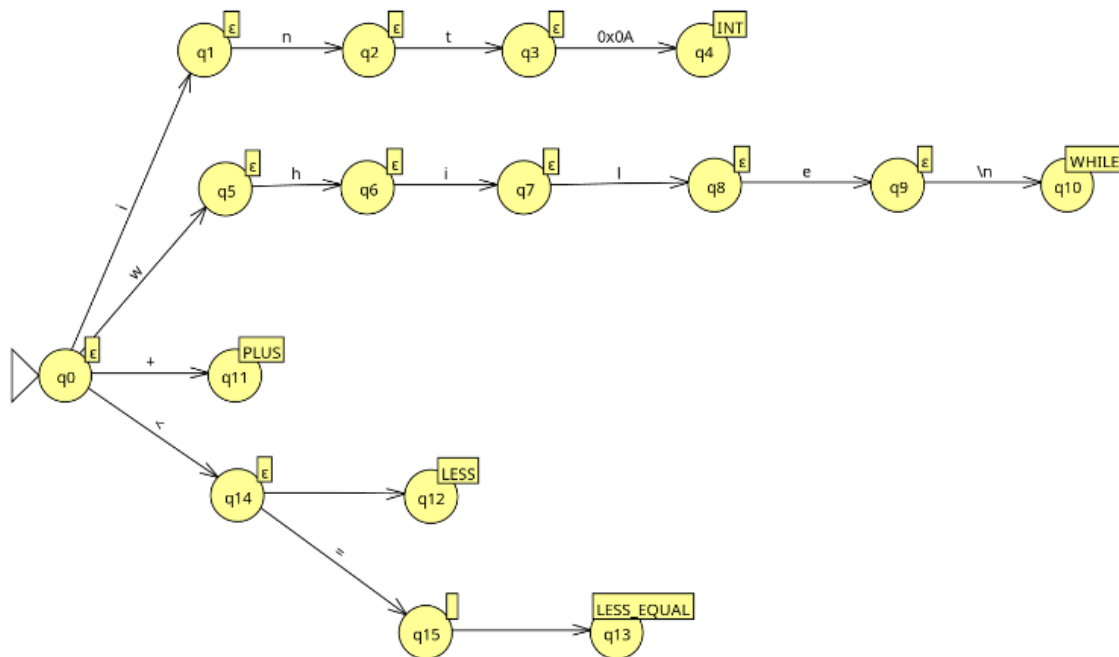 ε ε ε INT
q1 n q2 t q3 0x0A q4
ε ε ε ε ε WHILE
q5 h q6 i q7 l q8 e q9 \n q10
i
w
ε PLUS
q0 + q11
<
ε LESS
q14 q12
=
LESS_EQUAL
q15 q13